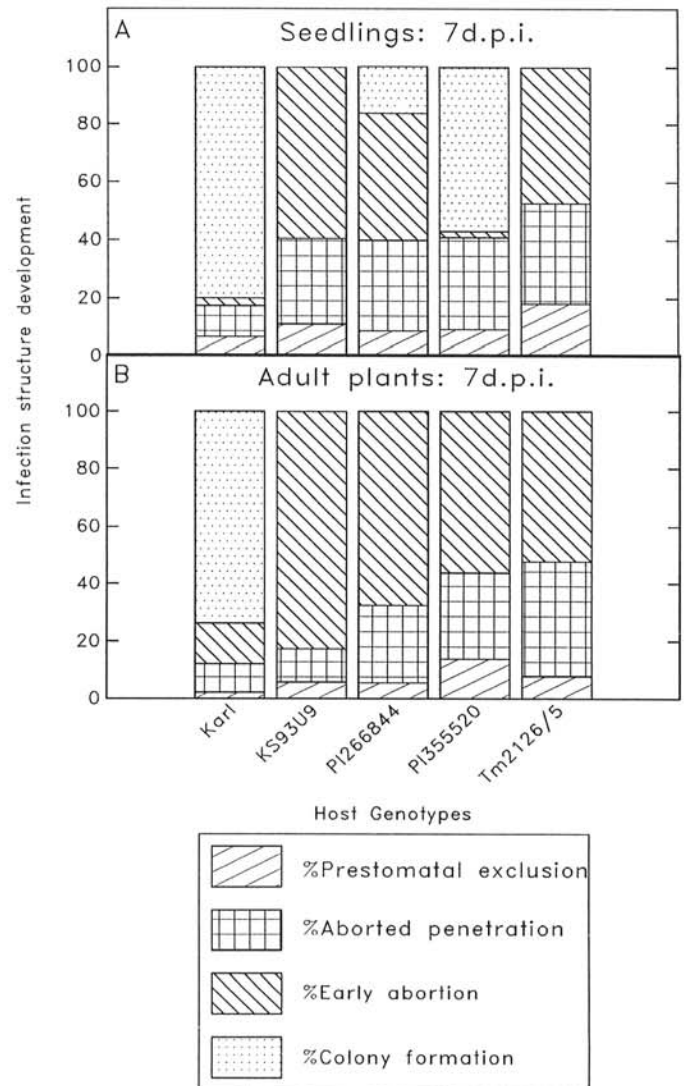 A
Seedlings: 7d.p.i.
100
80
60
40
20
0
B
Adult plants: 7d.p.i.
100
80
60
40
20
0
Infection structure development
Karl
KS93U9
PI266844
PI355520
Tm2126/5
Host Genotypes
%Prestomatal exclusion
%Aborted penetration
%Early abortion
%Colony formation